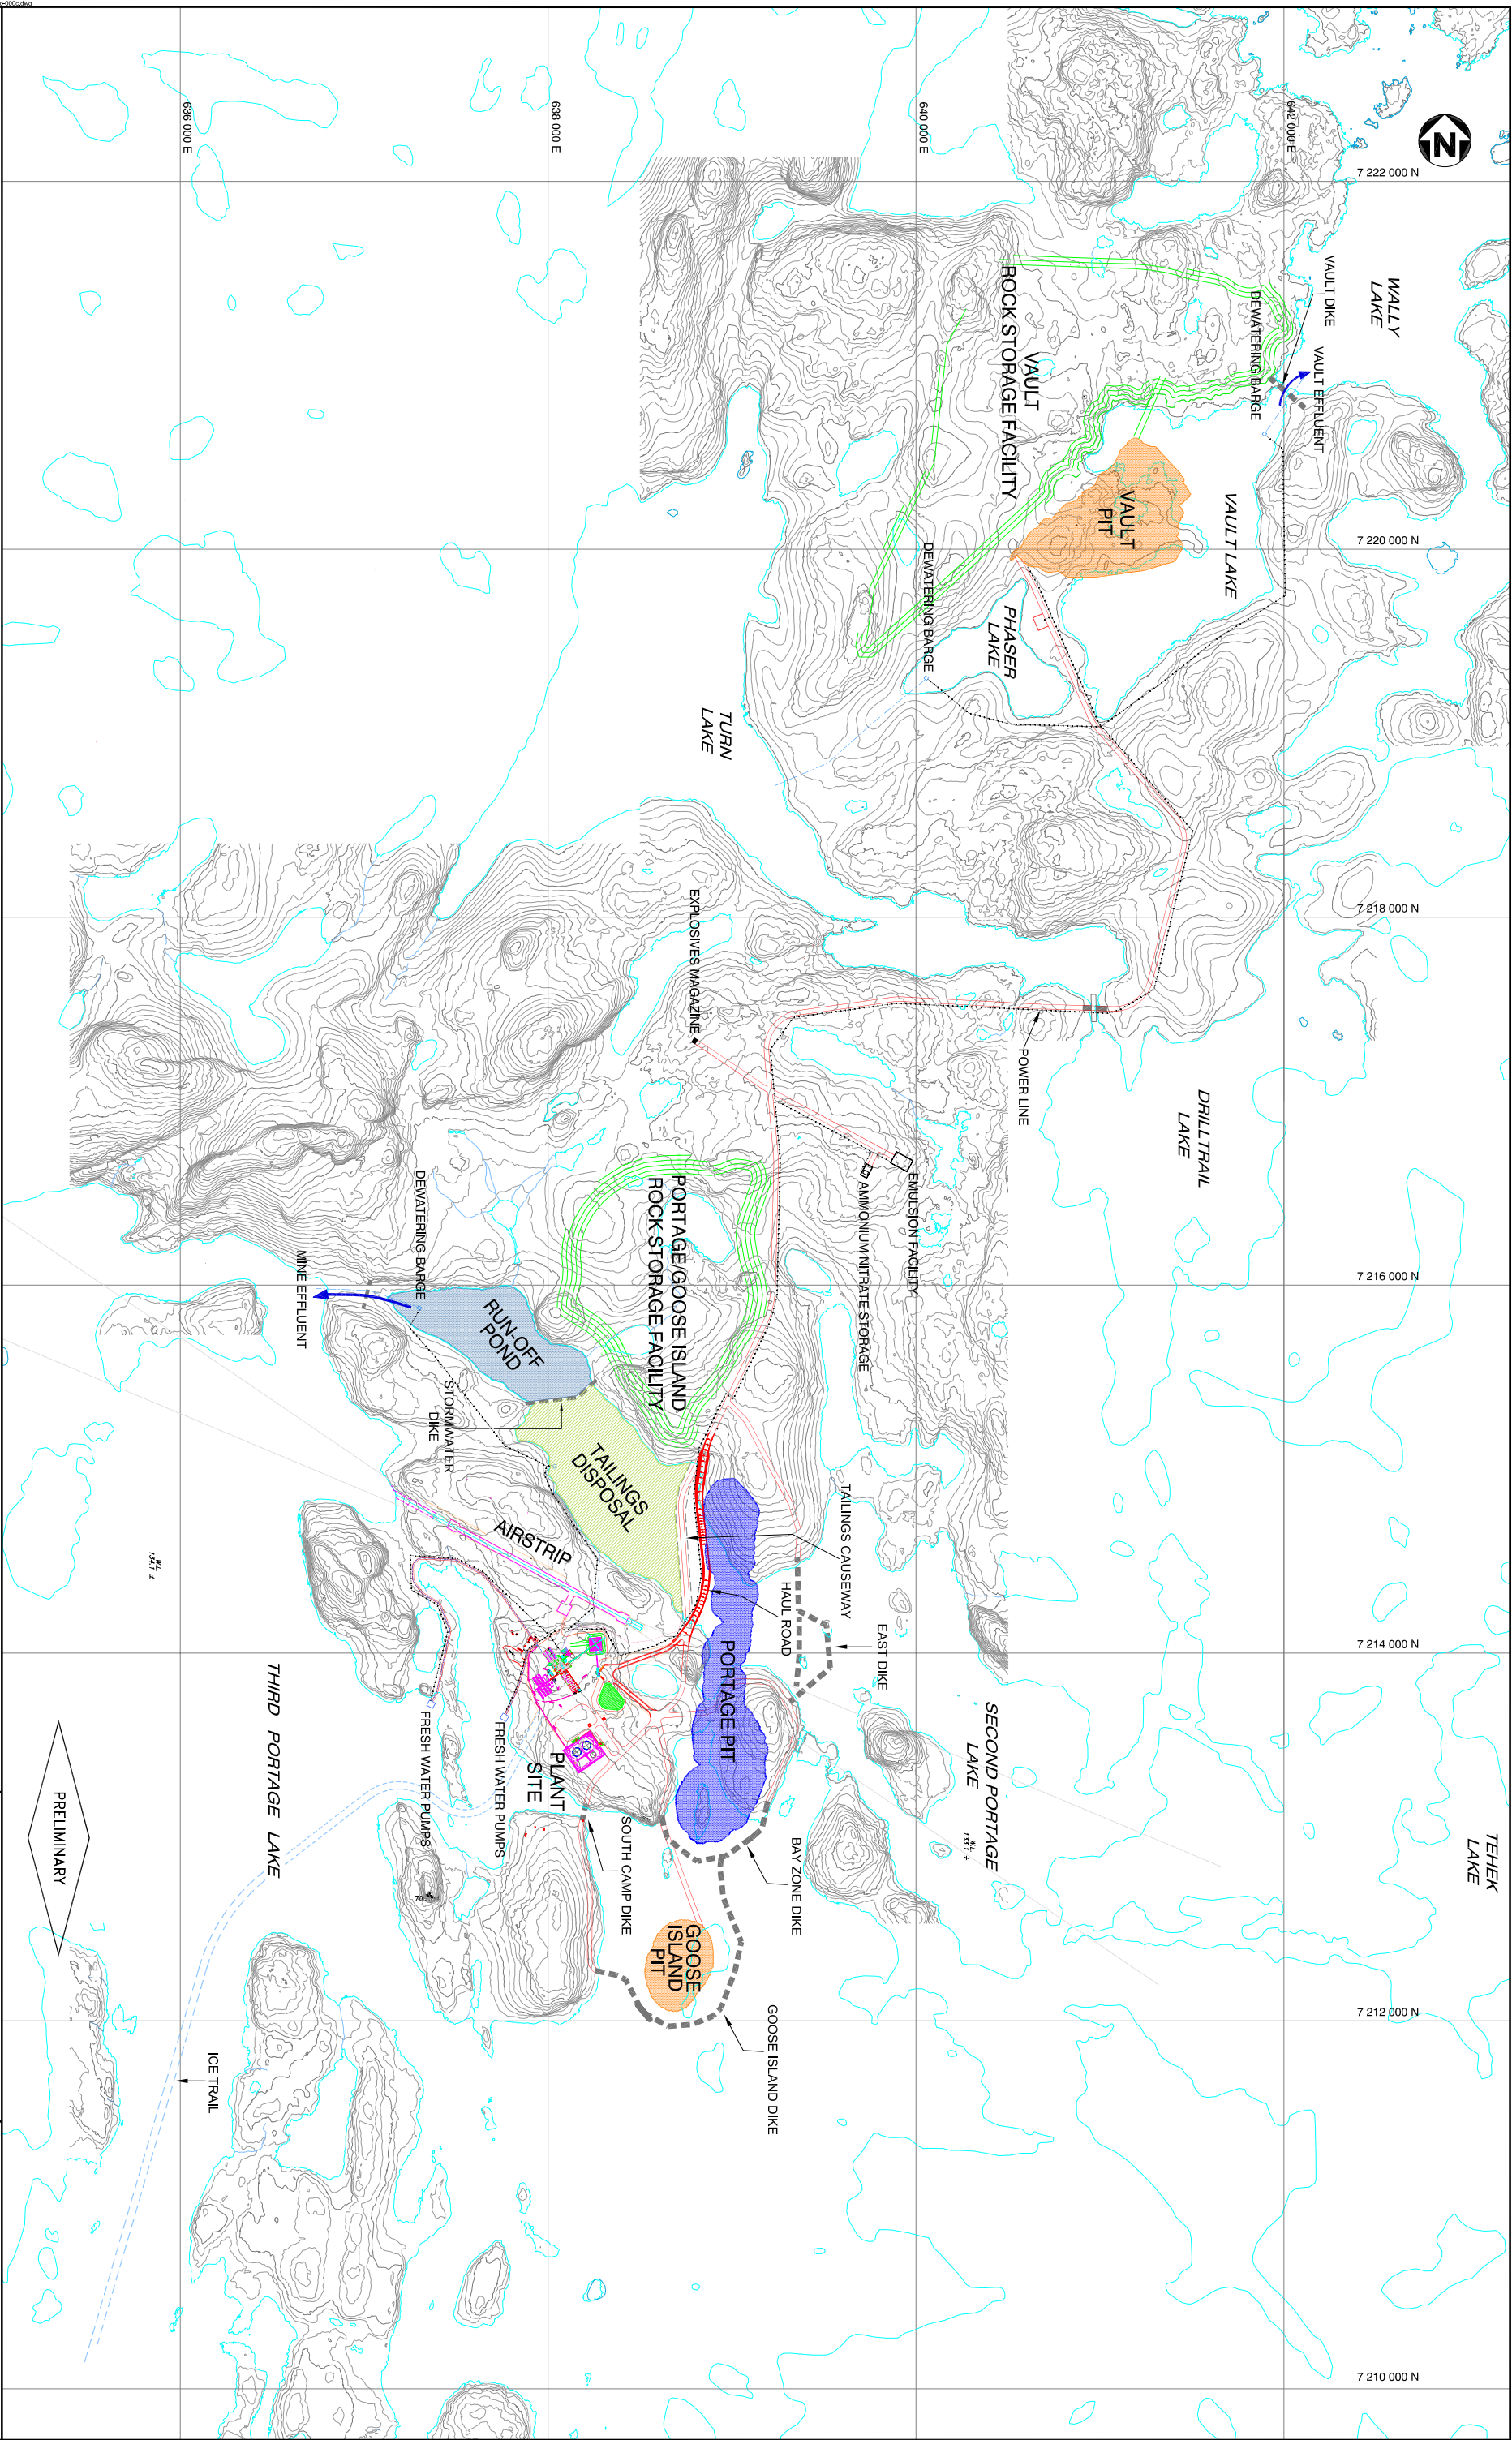 c-000c.dwg
N
636 000 E
638 000 E
640 000 E
642 000 E
7 222 000 N
7 220 000 N
7 218 000 N
7 216 000 N
7 214 000 N
7 212 000 N
7 210 000 N
WALLY
LAKE
VAULT DIKE
DEWATERING BARGE
VAULT EFFLUENT
VAULT
ROCK STORAGE FACILITY
VAULT
PIT
VAULT LAKE
DEWATERING BARGE
PHASER
LAKE
TURN
LAKE
EXPLOSIVES MAGAZINE
POWER LINE
DRILLTRAIL
LAKE
EMULSION FACILITY
AMMONIUM NITRATE STORAGE
PORTAGE/GOOSE ISLAND
ROCK STORAGE FACILITY
DEWATERING BARGE
MINE EFFLUENT
RUN-OFF
POND
STORMWATER
DIKE
TAILINGS
DISPOSAL
AIRSTRIP
TAILINGS CAUSEWAY
HAUL ROAD
EAST DIKE
PORTAGE PIT
SECOND PORTAGE
LAKE
W.L.
133.1 ±
W.L.
134.1 ±
TEHEK
LAKE
THIRD PORTAGE LAKE
FRESH WATER PUMPS
FRESH WATER PUMPS
PLANT
SITE
SOUTH CAMP DIKE
BAY ZONE DIKE
GOOSE
ISLAND
PIT
GOOSE ISLAND DIKE
ICE TRAIL
PRELIMINARY